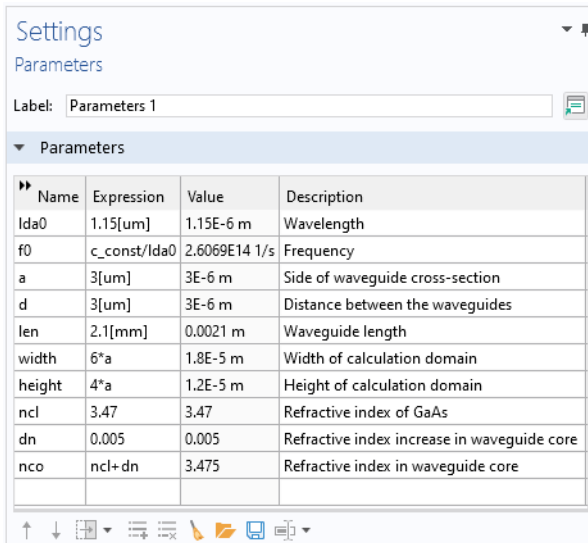 Settings
Parameters
Label: Parameters 1
Parameters
Name Expression Value Description
lda0 1.15[um] 1.15E-6 m Wavelength
f0 c_const/lda0 2.6069E14 1/s Frequency
a 3[um] 3E-6 m Side of waveguide cross-section
d 3[um] 3E-6 m Distance between the waveguides
len 2.1[mm] 0.0021 m Waveguide length
width 6*a 1.8E-5 m Width of calculation domain
height 4*a 1.2E-5 m Height of calculation domain
ncl 3.47 3.47 Refractive index of GaAs
dn 0.005 0.005 Refractive index increase in waveguide core
nco ncl+dn 3.475 Refractive index in waveguide core